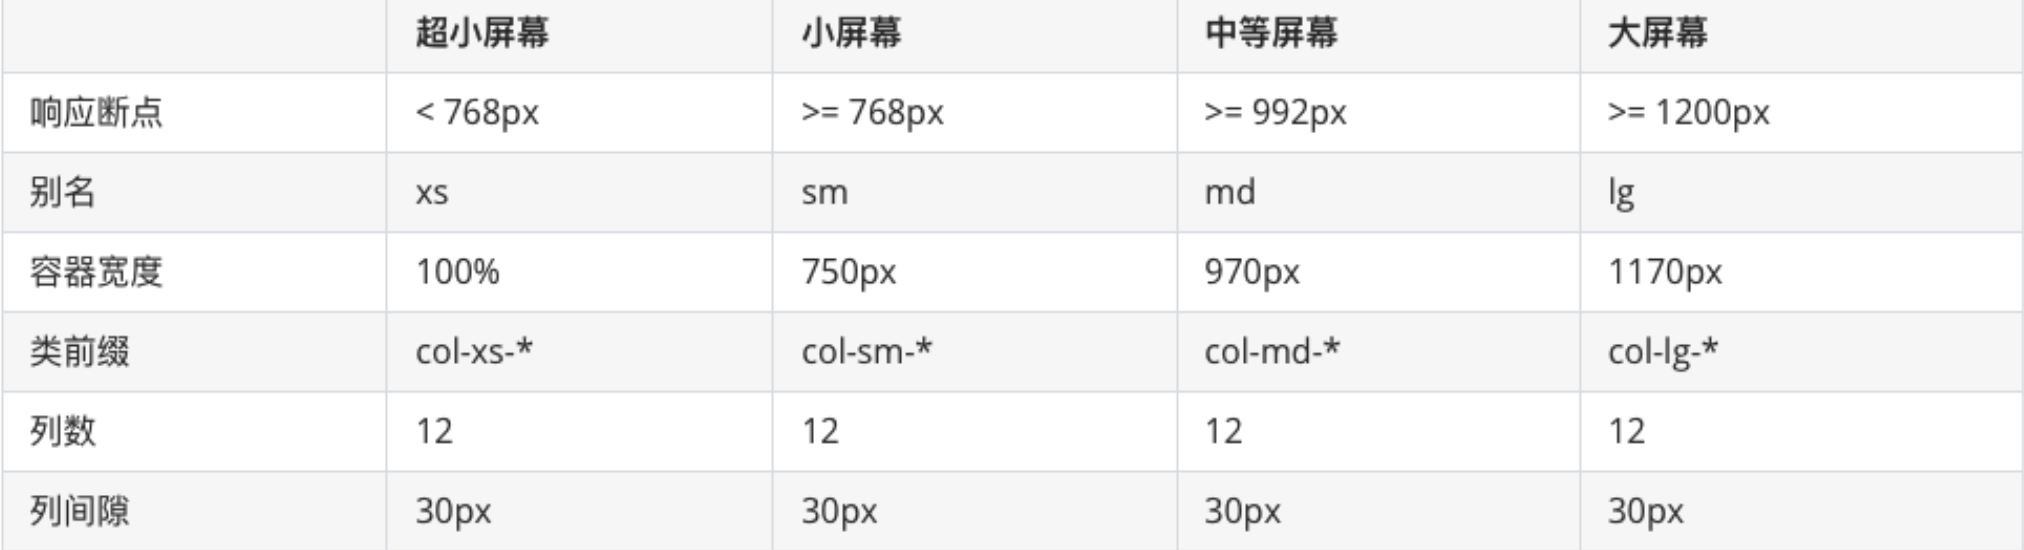 超小屏幕 小屏幕 中等屏幕 大屏幕
响应断点 < 768px >= 768px >= 992px >= 1200px
别名 xs sm md lg
容器宽度 100% 750px 970px 1170px
类前缀 col-xs-* col-sm-* col-md-* col-lg-*
列数 12 12 12 12
列间隙 30px 30px 30px 30px